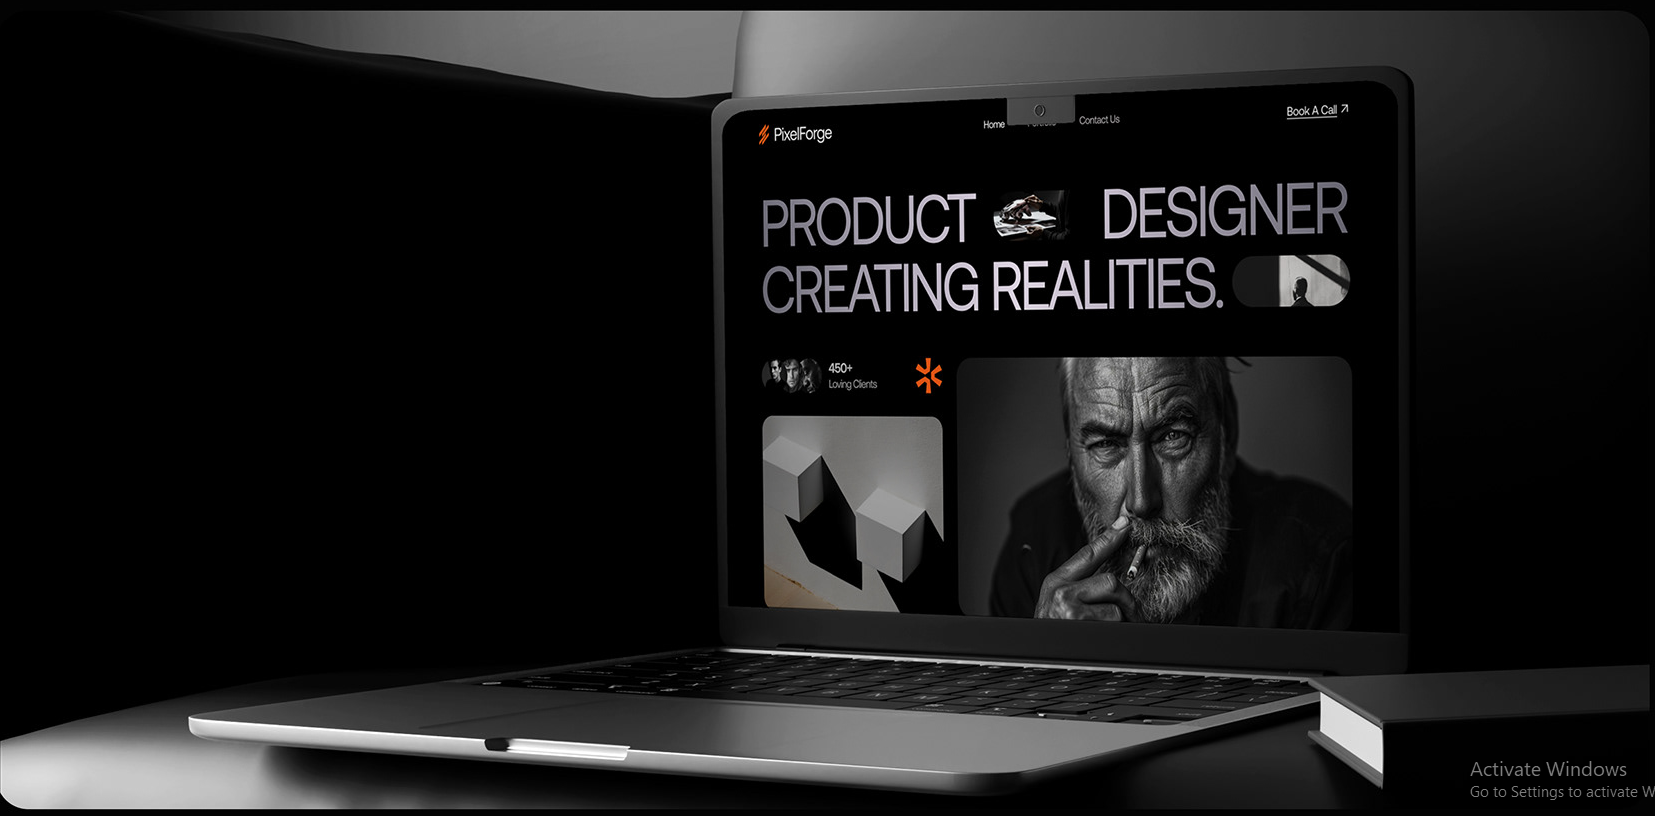 PixelForge
Home
Contact Us
Book A Call
PRODUCT DESIGNER
CREATING REALITIES.
450+
Loving Clients
Activate Windows
Go to Settings to activate W